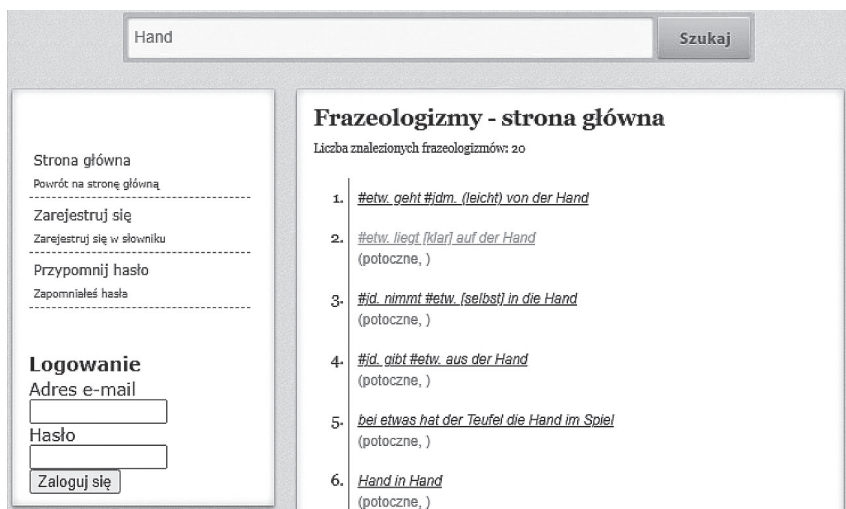 Hand
Szukaj
Strona główna
Powrót na stronę główną
Zarejestruj się
Zarejestruj się w słowniku
Przypomnij hasło
Zapomniałeś hasła
Logowanie
Adres e-mail
Hasło
Zaloguj się
Frazeologizmy - strona główna
Liczba znalezionych frazeologizmów: 20
1. #etw. geht #jdm. (leicht) von der Hand
2. #etw. liegt [klar] auf der Hand
(potoczne, )
3. #jd. nimmt #etw. [selbst] in die Hand
(potoczne, )
4. #jd. gibt #etw. aus der Hand
(potoczne, )
5. bei etwas hat der Teufel die Hand im Spiel
(potoczne, )
6. Hand in Hand
(potoczne, )